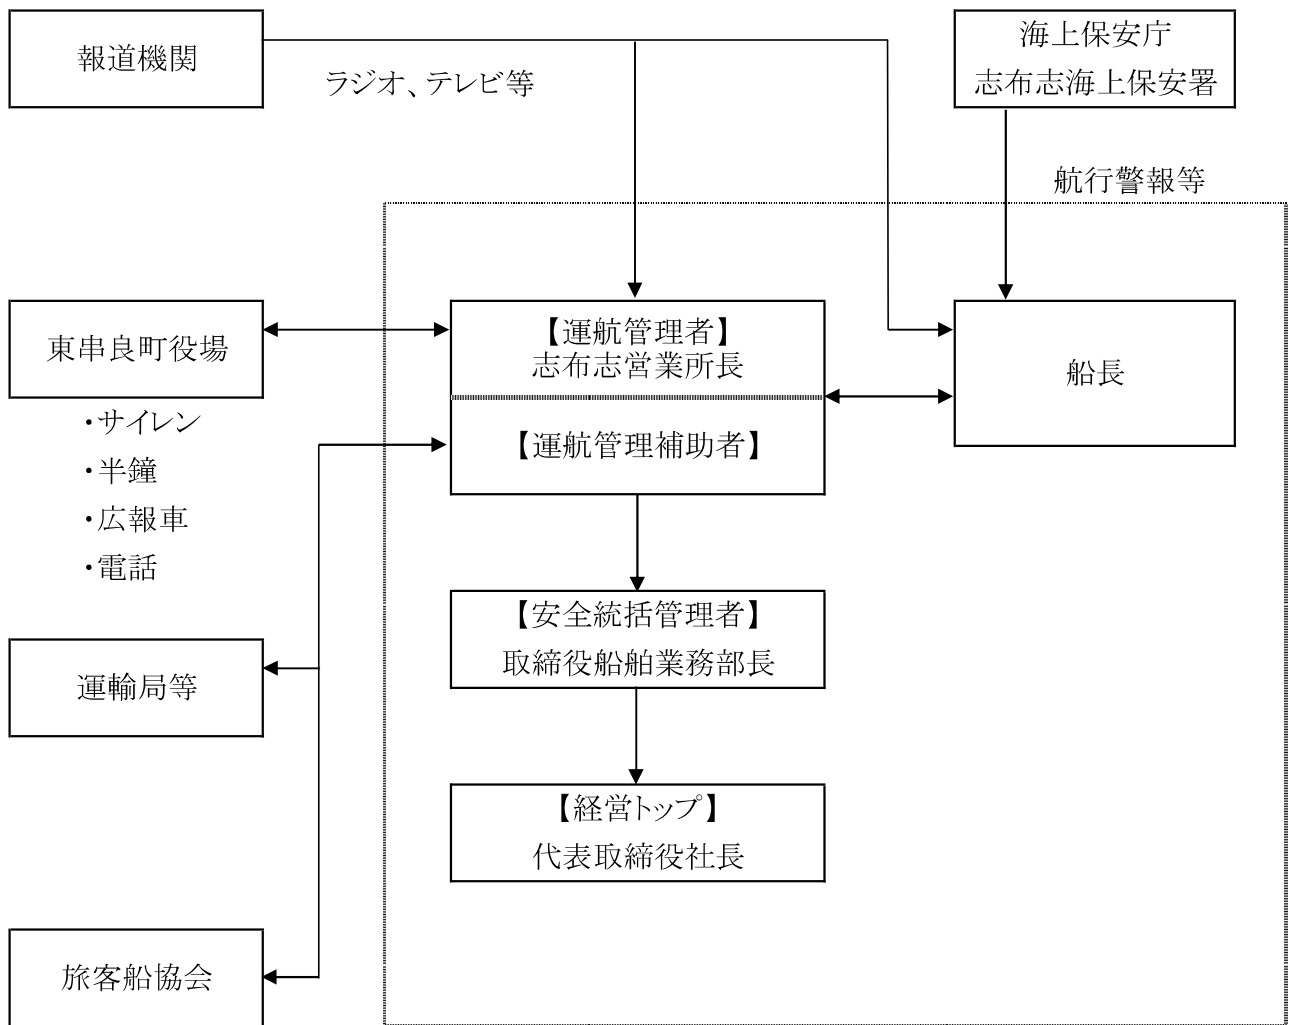 報道機関
ラジオ、テレビ等
海上保安庁
志布志海上保安署
航行警報等
東串良町役場
・サイレン
・半鐘
・広報車
・電話
【運航管理者】
志布志営業所長
【運航管理補助者】
船長
【安全統括管理者】
取締役船舶業務部長
運輸局等
【経営トップ】
代表取締役社長
旅客船協会